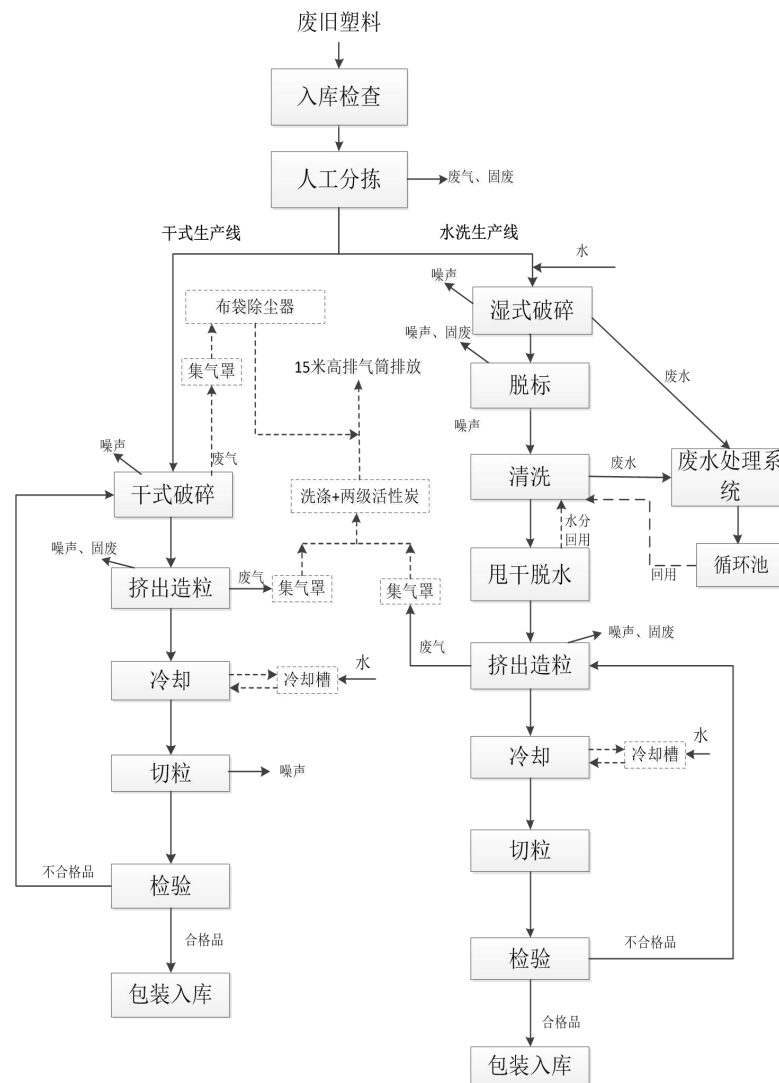 废旧塑料
入库检查
人工分拣
废气、固废
干式生产线
水洗生产线
水
噪声
布袋除尘器
湿式破碎
噪声、固废
集气罩
15米高排气筒排放
脱标
废水
噪声
噪声
废气
清洗
废水
废水处理系
统
干式破碎
洗涤+两级活性炭
水分
回用
噪声、固废
挤出造粒
废气
集气罩
集气罩
甩干脱水
回用
循环池
噪声、固废
废气
挤出造粒
冷却
冷却槽
水
冷却
冷却槽
水
切粒
噪声
切粒
不合格品
检验
合格品
检验
不合格品
包装入库
合格品
包装入库